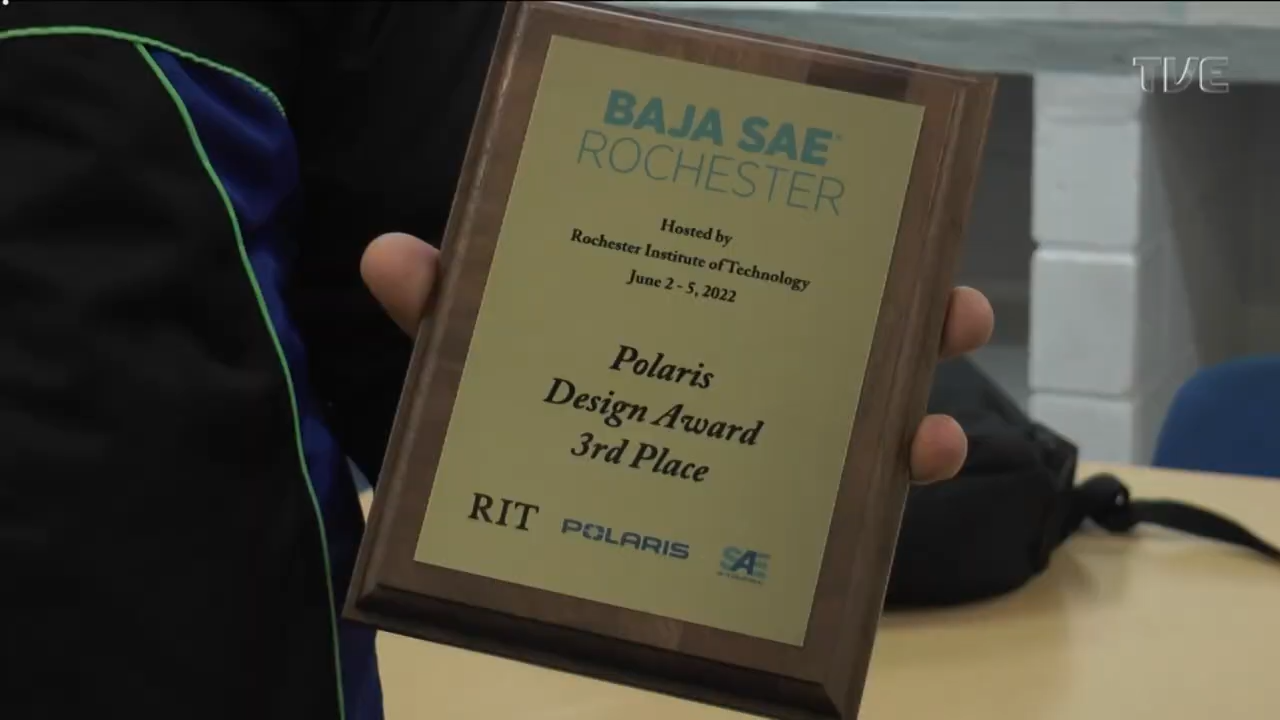 TVE
BAJA SAE
ROCHESTER
Hosted by
Rochester Institute of Technology
June 2 - 5, 2022
Polaris
Design Award
3rd Place
RIT
POLARIS
SAE